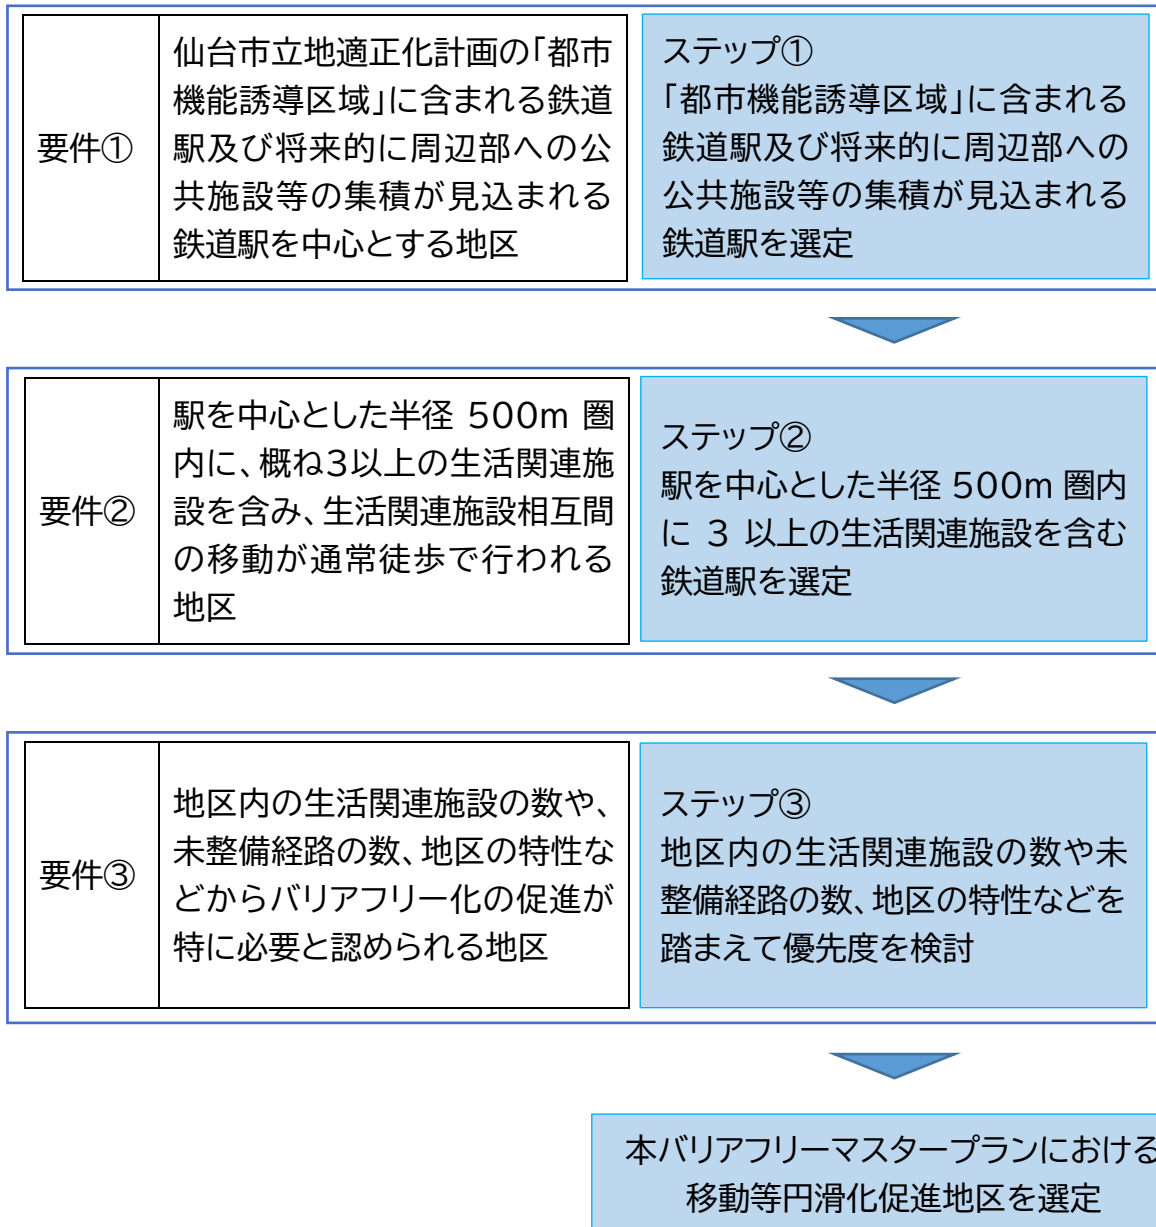 要件①
仙台市立地適正化計画の「都市
機能誘導区域」に含まれる鉄道
駅及び将来的に周辺部への公
共施設等の集積が見込まれる
鉄道駅を中心とする地区
ステップ①
「都市機能誘導区域」に含まれる
鉄道駅及び将来的に周辺部への
公共施設等の集積が見込まれる
鉄道駅を選定
要件②
駅を中心とした半径 500m 圏
内に、概ね3以上の生活関連施
設を含み、生活関連施設相互間
の移動が通常徒歩で行われる
地区
ステップ②
駅を中心とした半径 500m 圏内
に 3 以上の生活関連施設を含む
鉄道駅を選定
要件③
地区内の生活関連施設の数や、
未整備経路の数、地区の特性な
どからバリアフリー化の促進が
特に必要と認められる地区
ステップ③
地区内の生活関連施設の数や未
整備経路の数、地区の特性などを
踏まえて優先度を検討
本バリアフリーマスタープランにおける
移動等円滑化促進地区を選定